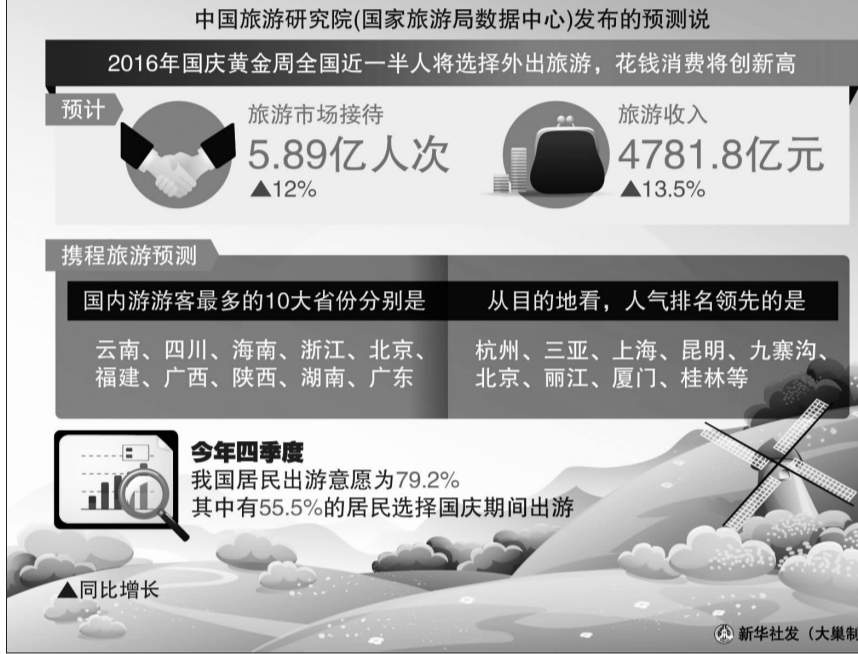 中国旅游研究院(国家旅游局数据中心)发布的预测说
2016年国庆黄金周全国近一半人将选择外出旅游，花钱消费将创新高
预计
旅游市场接待
5.89亿人次
▲12%
旅游收入
4781.8亿元
▲13.5%
携程旅游预测
国内游游客最多的10大省份分别是
云南、四川、海南、浙江、北京、
福建、广西、陕西、湖南、广东
从目的地看，人气排名领先的是
杭州、三亚、上海、昆明、九寨沟、
北京、丽江、厦门、桂林等
今年四季度
我国居民出游意愿为79.2%
其中有55.5%的居民选择国庆期间出游
▲同比增长
新华社发（大巢制